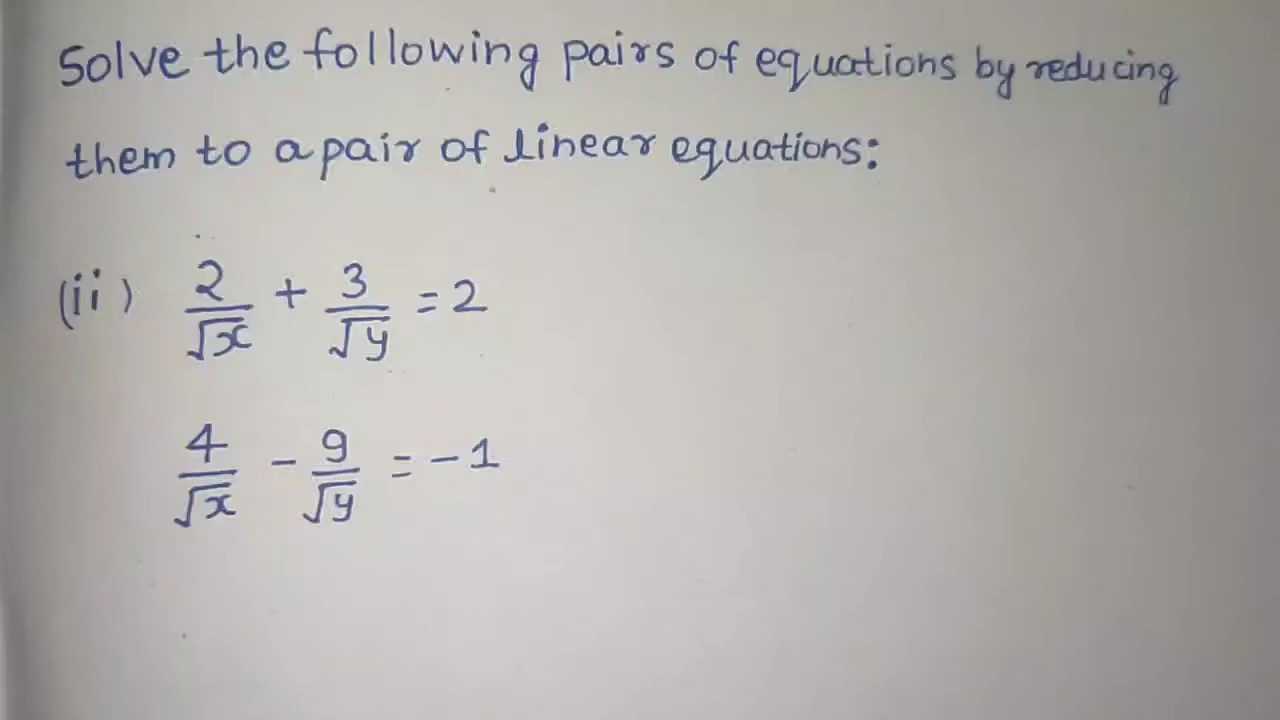 Solve the following pairs of equations by reducing
them to a pair of linear equations:
(ii) 2/√x + 3/√y = 2
4/√x - 9/√y = -1